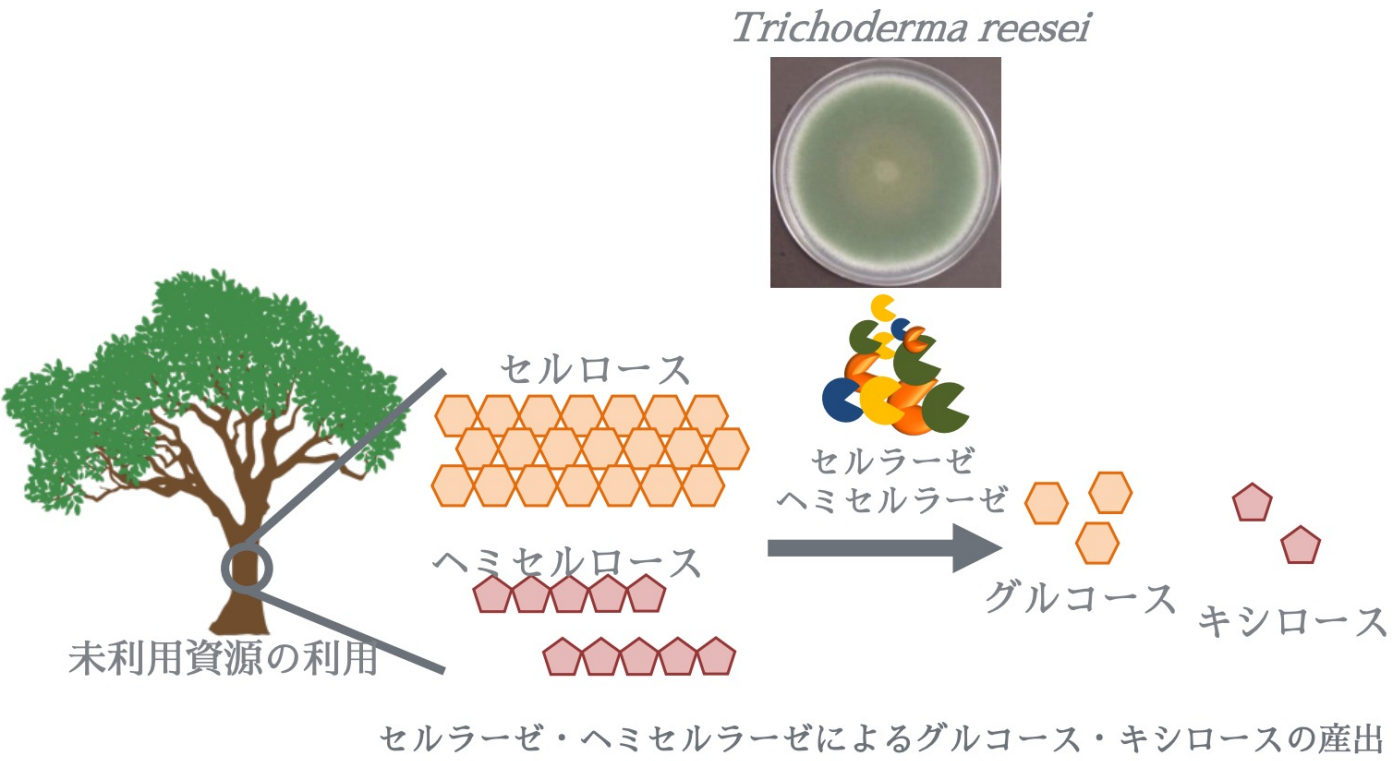 Trichoderma reesei
セルロース
セルラーゼ
ヘミセルラーゼ
ヘミセルロース
グルコース
キシロース
未利用資源の利用
セルラーゼ・ヘミセルラーゼによるグルコース・キシロースの産出